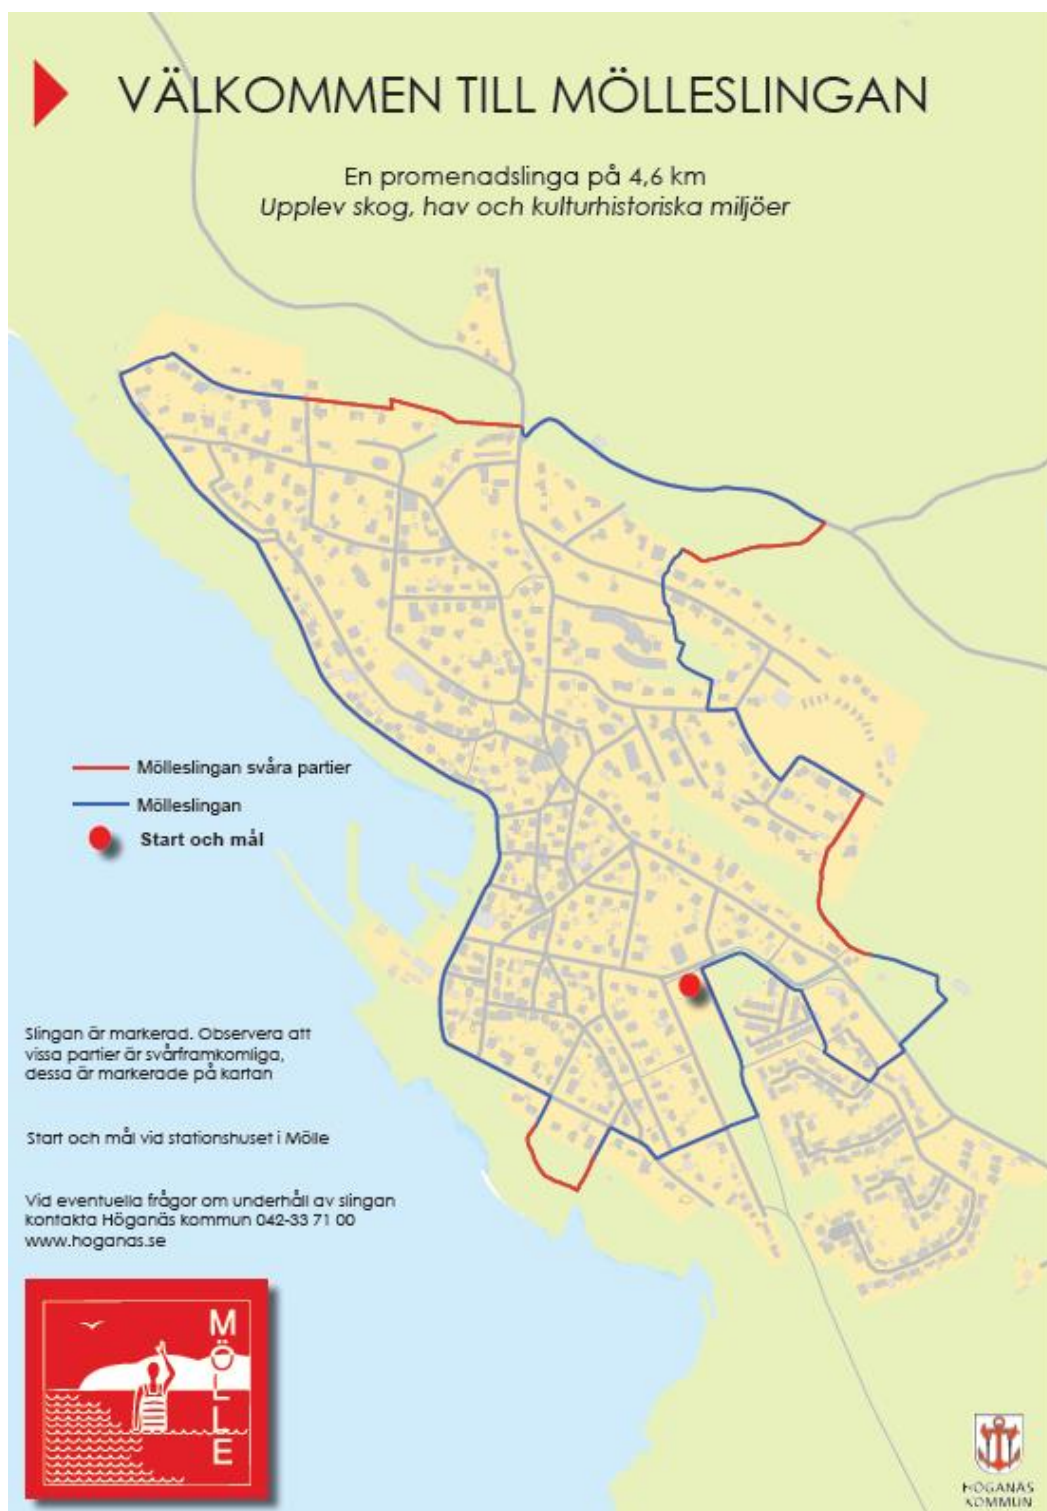 VÄLKOMMEN TILL MÖLLESLINGAN
En promenadslinga på 4,6 km
Upplev skog, hav och kulturhistoriska miljöer
Mölleslingan svåra partier
Mölleslingan
Start och mål
Slingan är markerad. Observera att
vissa partier är svårframkomliga,
dessa är markerade på kartan
Start och mål vid stationshuset i Mölle
Vid eventuella frågor om underhåll av slingan
kontakta Höganäs kommun 042-33 71 00
www.hoganas.se
MÖLLE
HÖGANÄS
KOMMUN